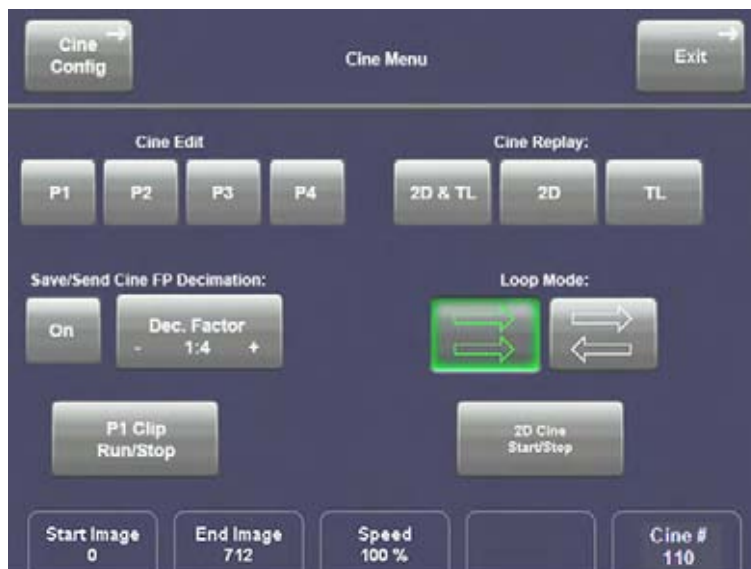 Cine
Config
Cine Menu
Exit
Cine Edit
Cine Replay:
P1
P2
P3
P4
2D & TL
2D
TL
Save/Send Cine FP Decimation:
Loop Mode:
On
Dec. Factor
- 1:4 +
P1 Clip
Run/Stop
2D Cine
Start/Stop
Start Image
0
End Image
712
Speed
100 %
Cine #
110